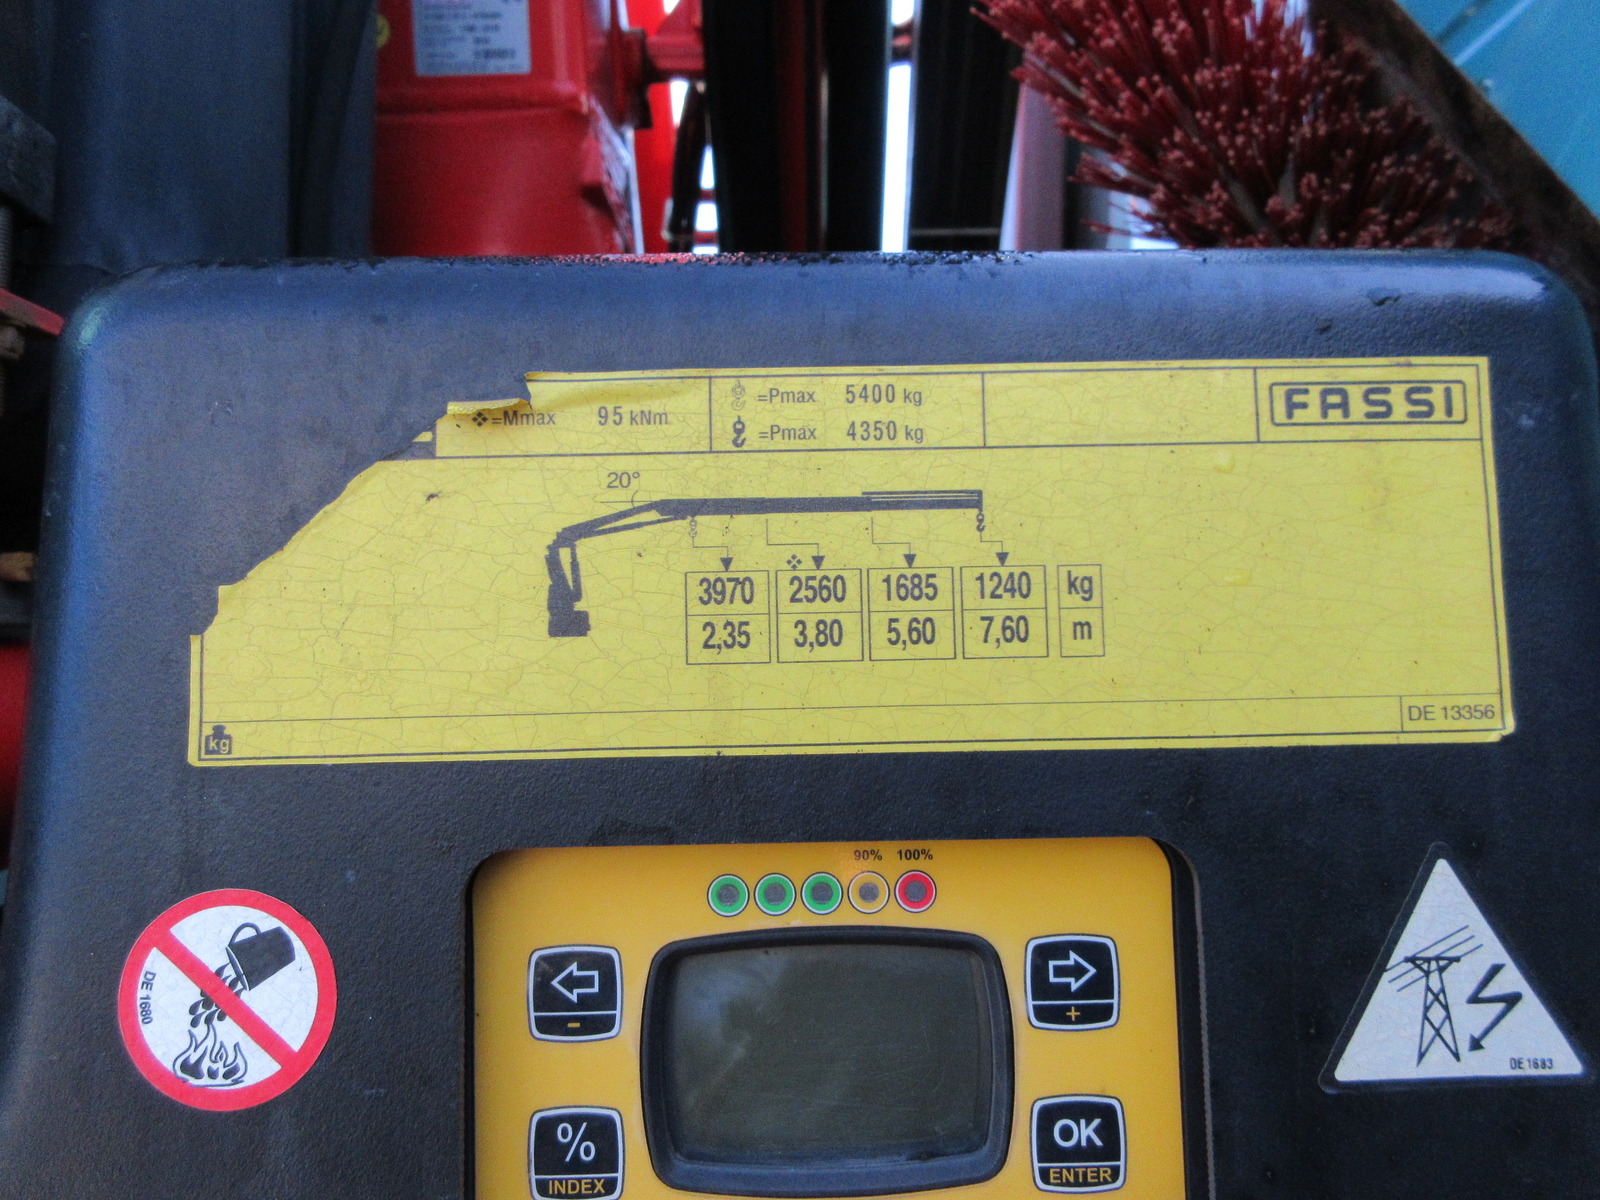 ❖=Mmax 95 kNm
=Pmax 5400 kg
=Pmax 4350 kg
FASSI
20°
❖
3970 2560 1685 1240 kg
2,35 3,80 5,60 7,60 m
kg
DE 13356
90% 100%
DE 1680
-
+
DE 1683
% OK
INDEX ENTER